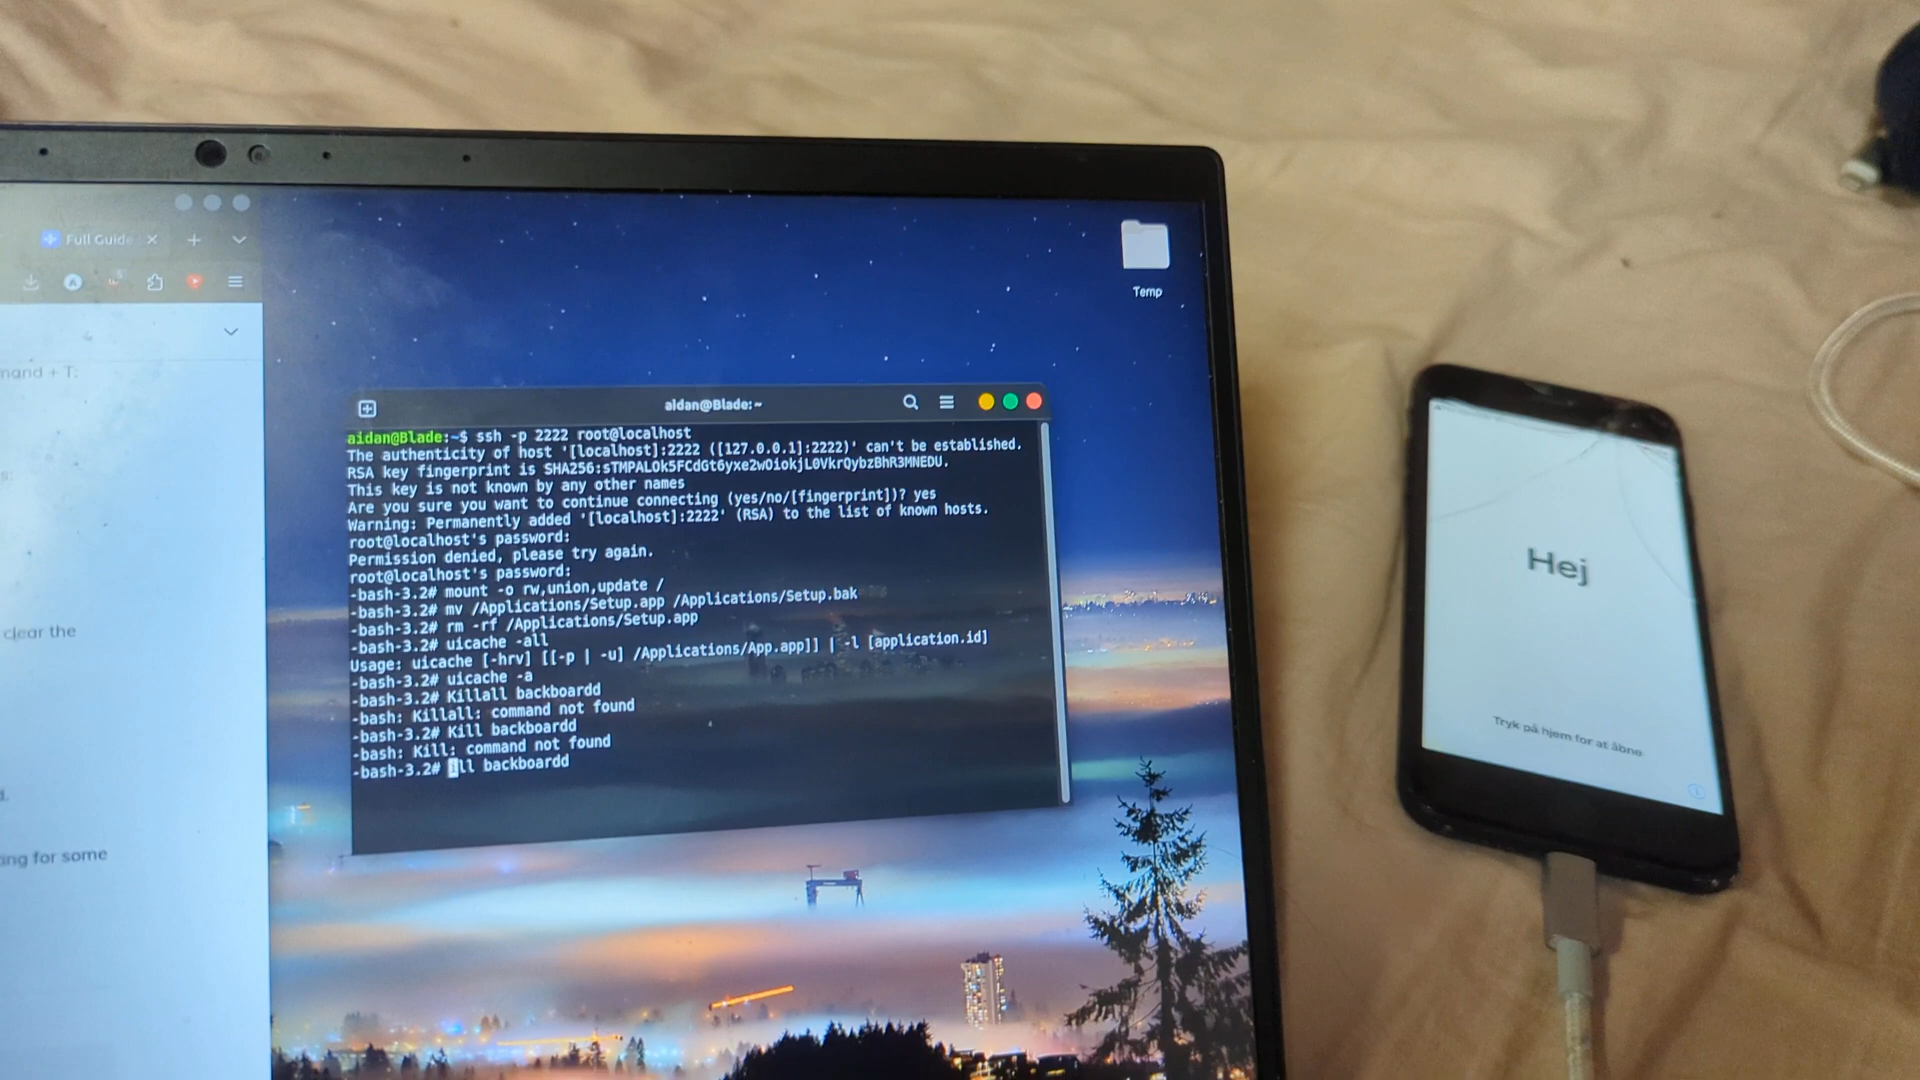 Full Guide
mand + T:
s:
clear the
d.
ing for some
Temp
aidan@Blade:~
aidan@Blade:~$ ssh -p 2222 root@localhost
The authenticity of host '[localhost]:2222 ([127.0.0.1]:2222)' can't be established.
RSA key fingerprint is SHA256:sTMPALOk5FCdGt6yxe2wOiokjL0VkrQybzBhR3MNEDU.
This key is not known by any other names
Are you sure you want to continue connecting (yes/no/[fingerprint])? yes
Warning: Permanently added '[localhost]:2222' (RSA) to the list of known hosts.
root@localhost's password:
Permission denied, please try again.
root@localhost's password:
-bash-3.2# mount -o rw,union,update /
-bash-3.2# mv /Applications/Setup.app /Applications/Setup.bak
-bash-3.2# rm -rf /Applications/Setup.app
-bash-3.2# uicache -all
Usage: uicache [-hrv] [[-p | -u] /Applications/App.app]] | -l [application.id]
-bash-3.2# uicache -a
-bash-3.2# Killall backboardd
-bash: Killall: command not found
-bash-3.2# Kill backboardd
-bash: Kill: command not found
-bash-3.2# ill backboardd
Hej
Tryk på hjem for at åbne